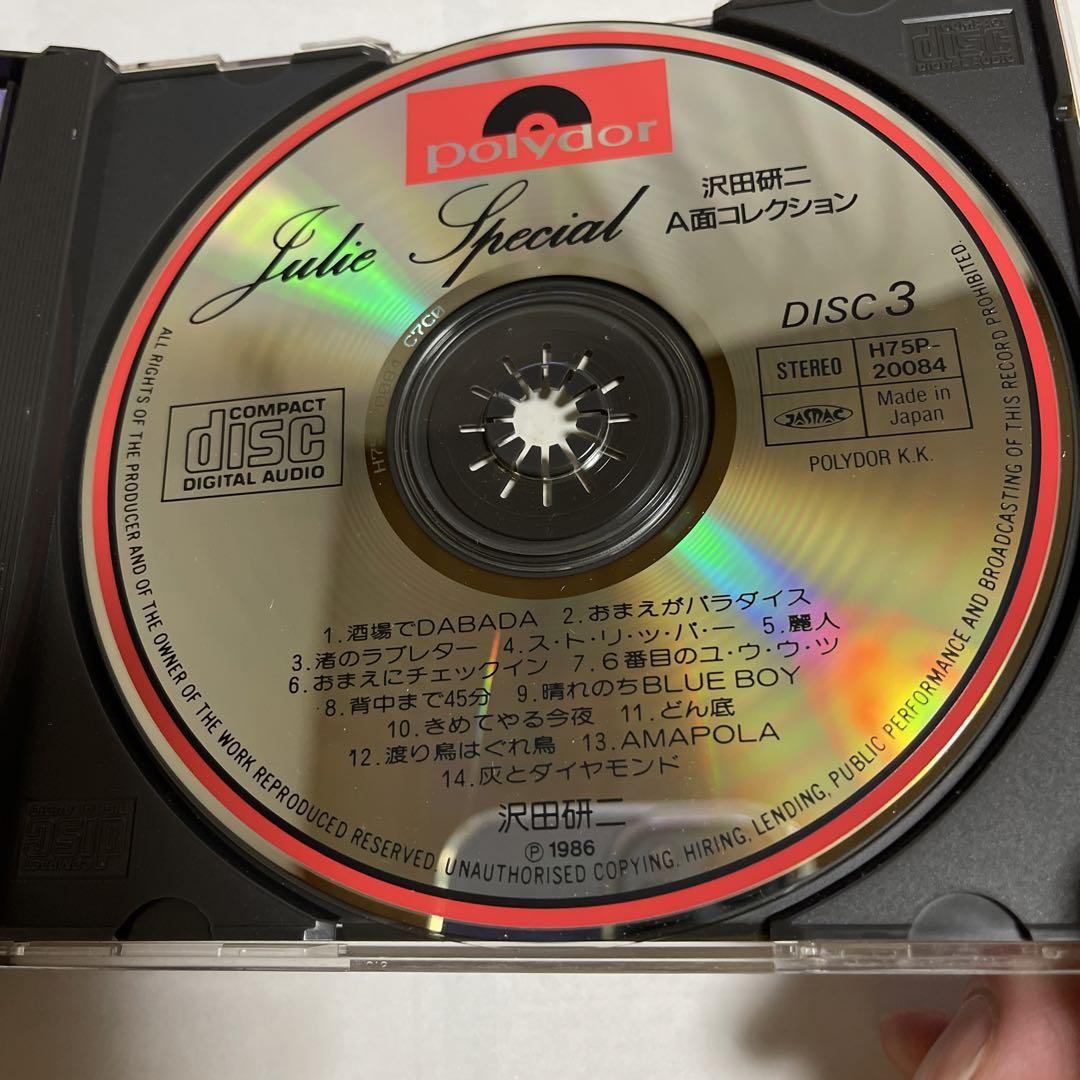 COMPACT
disc
DIGITAL AUDIO
polydor
Julie Special
沢田研二
A面コレクション
DISC 3
STEREO
H75P-
20084
JASRAC
Made in
Japan
POLYDOR K.K.
COMPACT
disc
DIGITAL AUDIO
C7C0
1. 酒場でDABADA 2. おまえがパラダイス
3. 渚のラブレター 4. ス・ト・リ・ッ・パ・ー 5. 麗人
6. おまえにチェックイン 7. 6番目のユ・ウ・ウ・ツ
8. 背中まで45分 9. 晴れのちBLUE BOY
10. きめてやる今夜 11. どん底
12. 渡り鳥はぐれ鳥 13. AMAPOLA
14. 灰とダイヤモンド
沢田研二
Ⓟ 1986
ALL RIGHTS OF THE PRODUCER AND OF THE OWNER OF THE WORK REPRODUCED RESERVED. UNAUTHORISED COPYING, HIRING, LENDING, PUBLIC PERFORMANCE AND BROADCASTING OF THIS RECORD PROHIBITED.